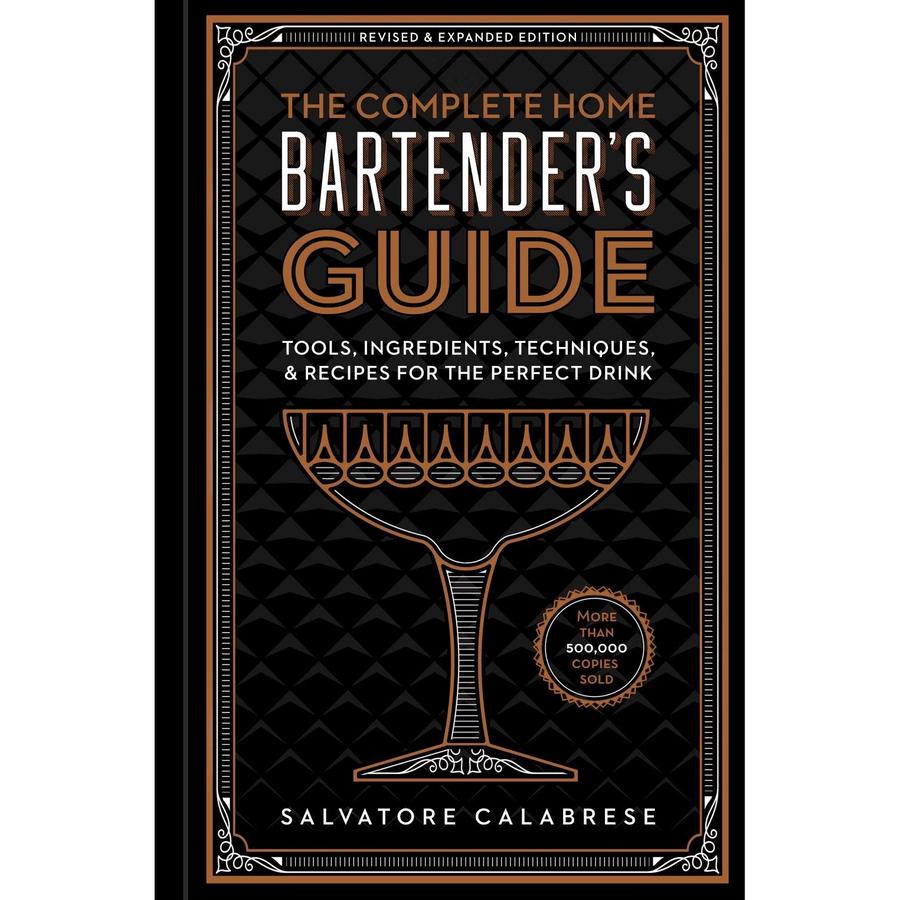 REVISED & EXPANDED EDITION
THE COMPLETE HOME
BARTENDER'S
GUIDE
TOOLS, INGREDIENTS, TECHNIQUES,
& RECIPES FOR THE PERFECT DRINK
MORE
THAN
500,000
COPIES
SOLD
SALVATORE CALABRESE